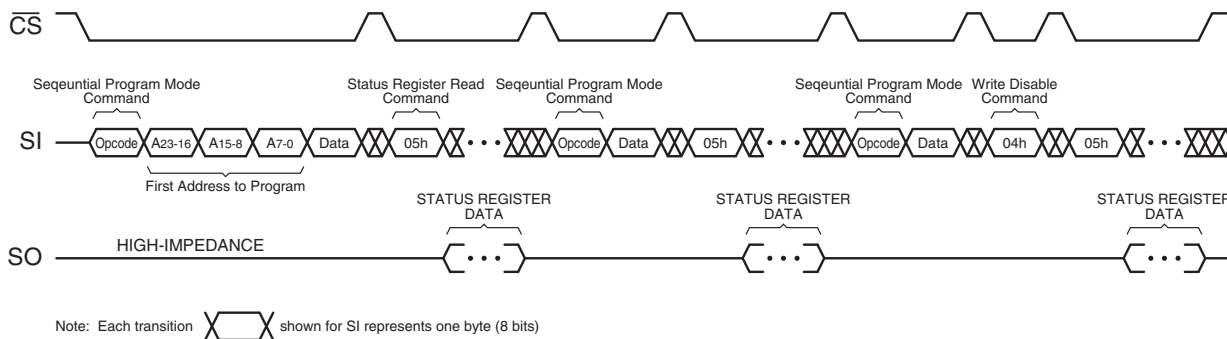 CS
Seqeuntial Program Mode
Command
Status Register Read
Command
Seqeuntial Program Mode
Command
Seqeuntial Program Mode
Command
Write Disable
Command
SI
Opcode A23-16 A15-8 A7-0 Data 05h • • • Opcode Data 05h • • • Opcode Data 04h 05h • • •
First Address to Program
STATUS REGISTER
DATA
STATUS REGISTER
DATA
STATUS REGISTER
DATA
SO
HIGH-IMPEDANCE
• • • • • • • • •
Note: Each transition shown for SI represents one byte (8 bits)